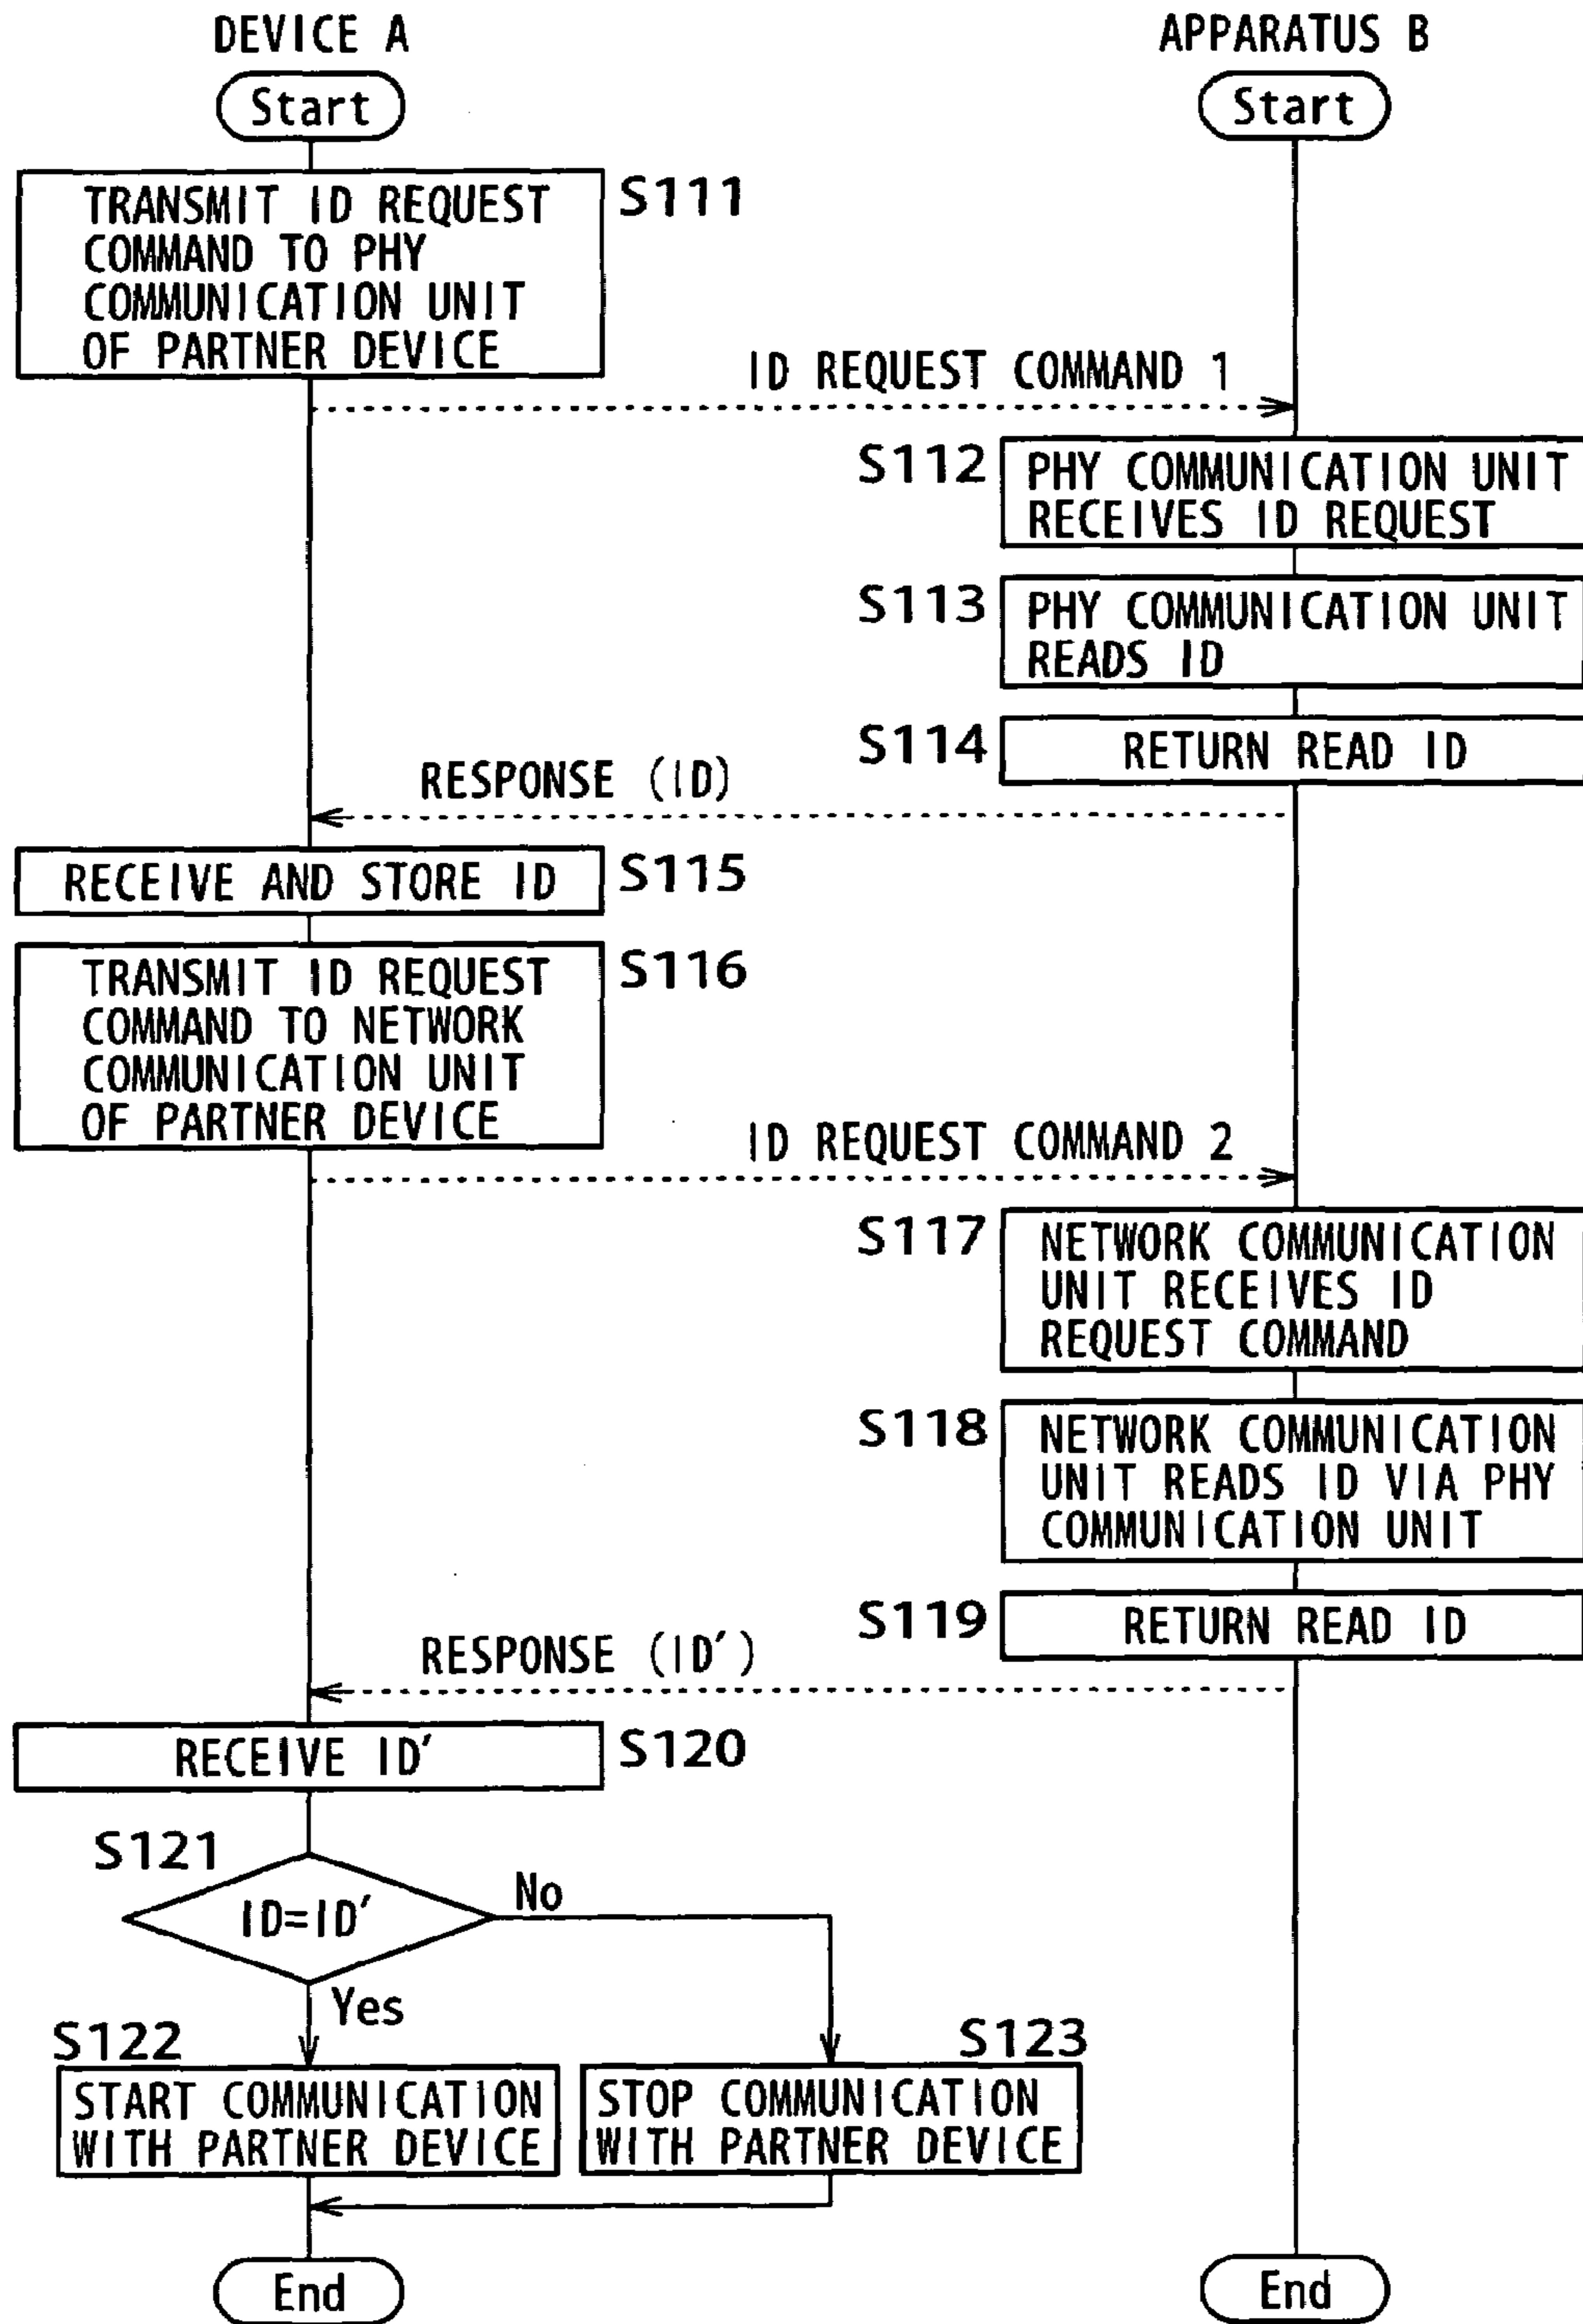 DEVICE A
APPARATUS B
Start
Start
TRANSMIT ID REQUEST
COMMAND TO PHY
COMMUNICATION UNIT
OF PARTNER DEVICE
S111
ID REQUEST COMMAND 1
S112
PHY COMMUNICATION UNIT
RECEIVES ID REQUEST
S113
PHY COMMUNICATION UNIT
READS ID
S114
RETURN READ ID
RESPONSE (ID)
RECEIVE AND STORE ID
S115
TRANSMIT ID REQUEST
COMMAND TO NETWORK
COMMUNICATION UNIT
OF PARTNER DEVICE
S116
ID REQUEST COMMAND 2
S117
NETWORK COMMUNICATION
UNIT RECEIVES ID
REQUEST COMMAND
S118
NETWORK COMMUNICATION
UNIT READS ID VIA PHY
COMMUNICATION UNIT
S119
RETURN READ ID
RESPONSE (ID')
RECEIVE ID'
S120
S121
ID=ID'
No
Yes
S122
START COMMUNICATION
WITH PARTNER DEVICE
S123
STOP COMMUNICATION
WITH PARTNER DEVICE
End
End